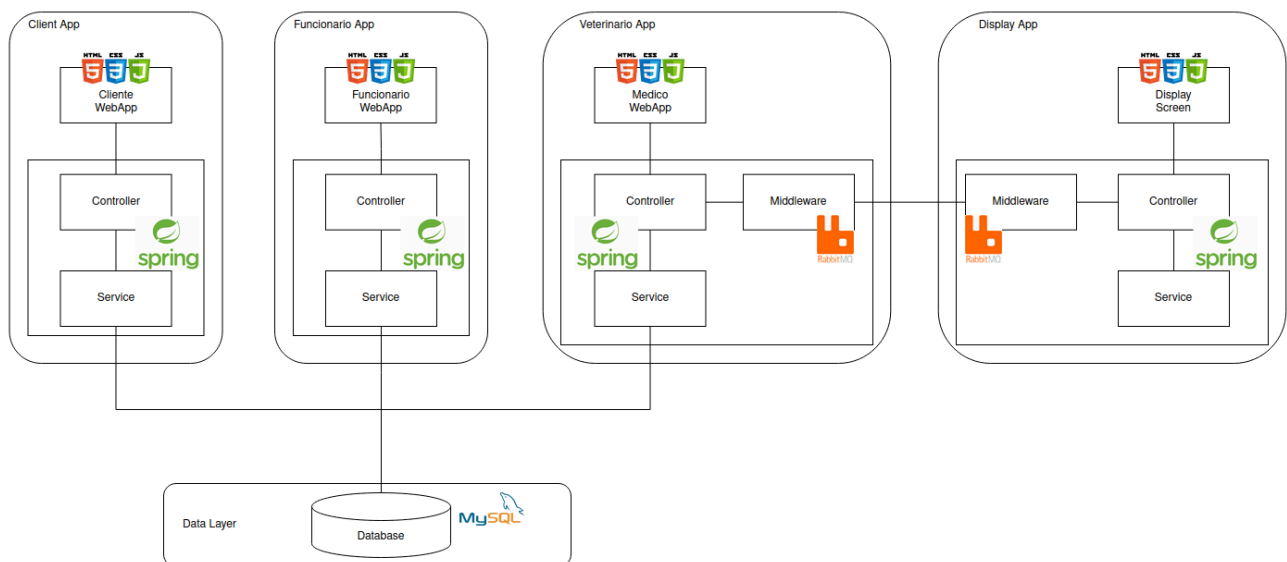 Client App
Funcionario App
Veterinario App
Display App
HTML CSS JS
HTML CSS JS
HTML CSS JS
HTML CSS JS
Cliente
WebApp
Funcionario
WebApp
Medico
WebApp
Display
Screen
Controller
Controller
Controller
Middleware
Middleware
Controller
spring
spring
spring
RabbitMQ
RabbitMQ
spring
Service
Service
Service
Service
Data Layer
Database
MySQL